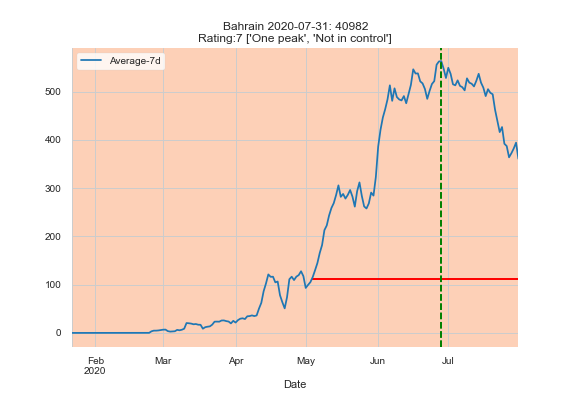 Bahrain 2020-07-31: 40982
Rating:7 ['One peak', 'Not in control']
Average-7d
500
400
300
200
100
0
Feb Mar Apr May Jun Jul
2020
Date